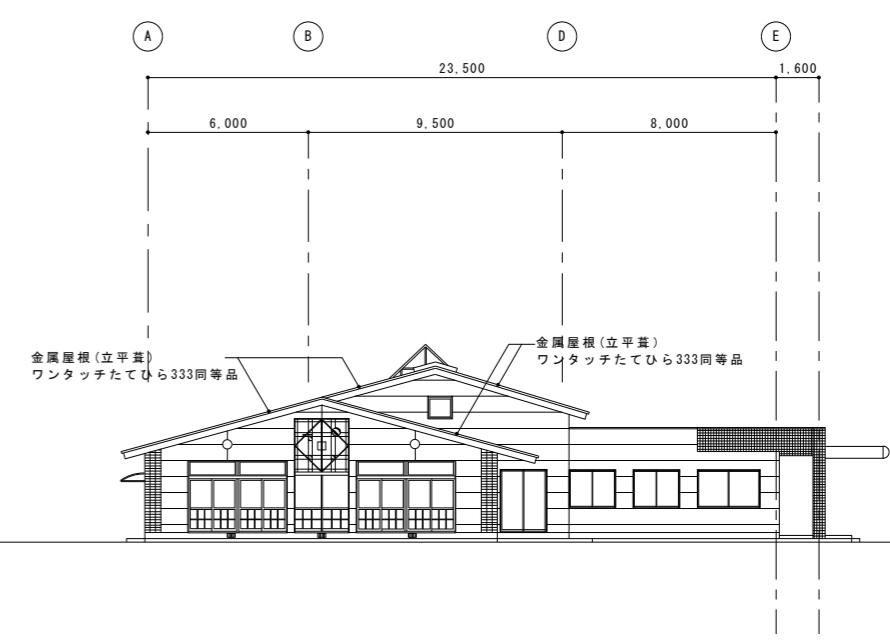 A B D E
23,500 1,600
6,000 9,500 8,000
金属屋根(立平葺)
ワンタッチたてひら333同等品
金属屋根(立平葺)
ワンタッチたてひら333同等品